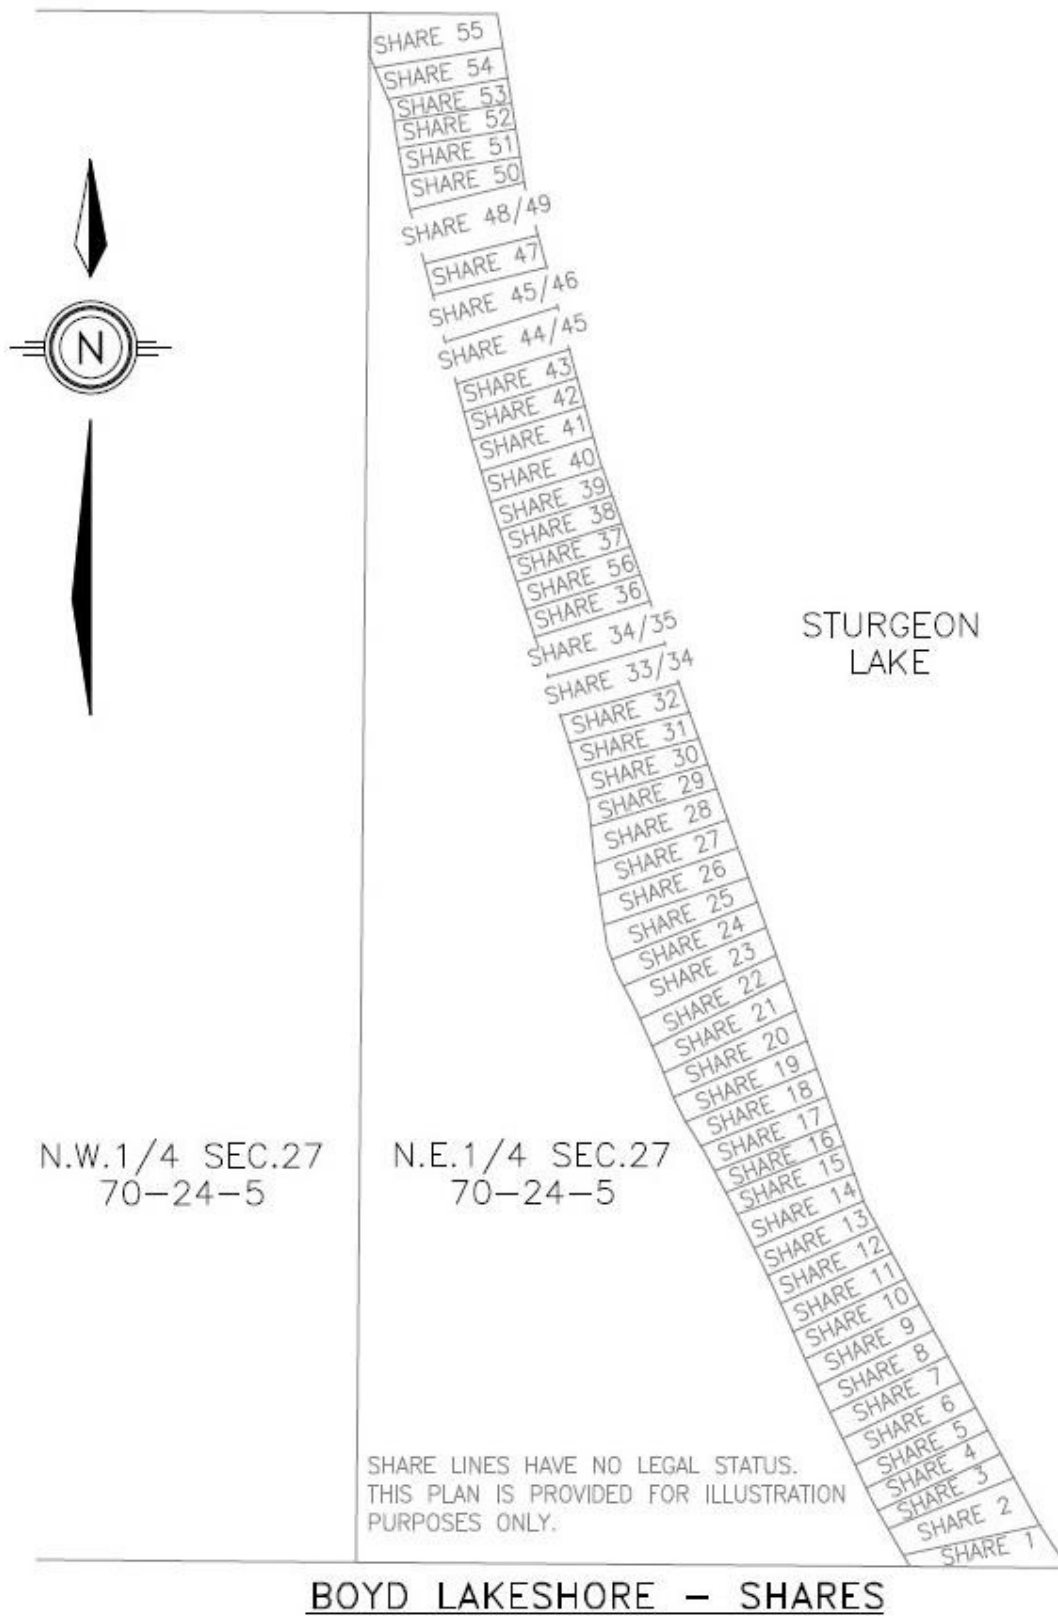 SHARE 55
SHARE 54
SHARE 53
SHARE 52
SHARE 51
SHARE 50
SHARE 48/49
SHARE 47
SHARE 45/46
N
SHARE 44/45
SHARE 43
SHARE 42
SHARE 41
SHARE 40
SHARE 39
SHARE 38
SHARE 37
SHARE 56
SHARE 36
SHARE 34/35
STURGEON
LAKE
SHARE 33/34
SHARE 32
SHARE 31
SHARE 30
SHARE 29
SHARE 28
SHARE 27
SHARE 26
SHARE 25
SHARE 24
SHARE 23
SHARE 22
SHARE 21
SHARE 20
SHARE 19
SHARE 18
SHARE 17
SHARE 16
SHARE 15
N.W.1/4 SEC.27
70-24-5
N.E.1/4 SEC.27
70-24-5
SHARE 14
SHARE 13
SHARE 12
SHARE 11
SHARE 10
SHARE 9
SHARE 8
SHARE 7
SHARE 6
SHARE 5
SHARE 4
SHARE 3
SHARE 2
SHARE 1
SHARE LINES HAVE NO LEGAL STATUS.
THIS PLAN IS PROVIDED FOR ILLUSTRATION
PURPOSES ONLY.
BOYD LAKESHORE - SHARES